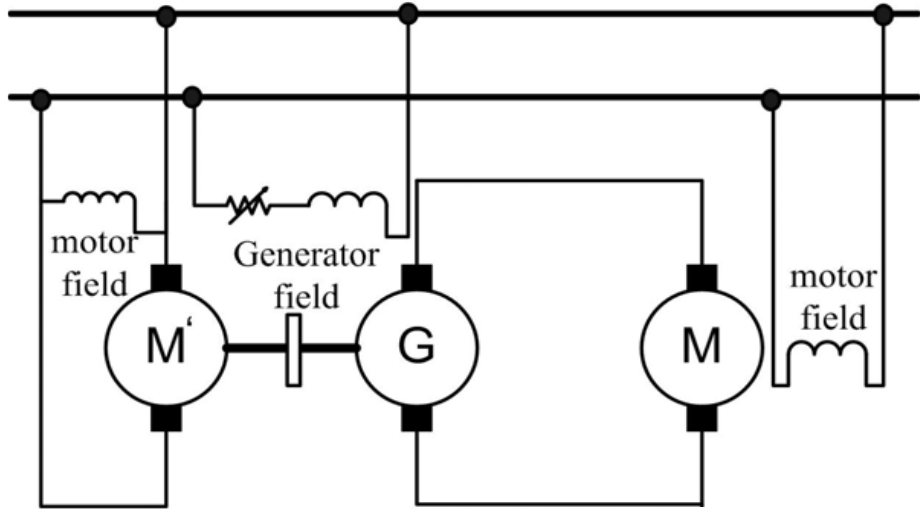 motor
field
Generator
field
motor
field
M‘
G
M